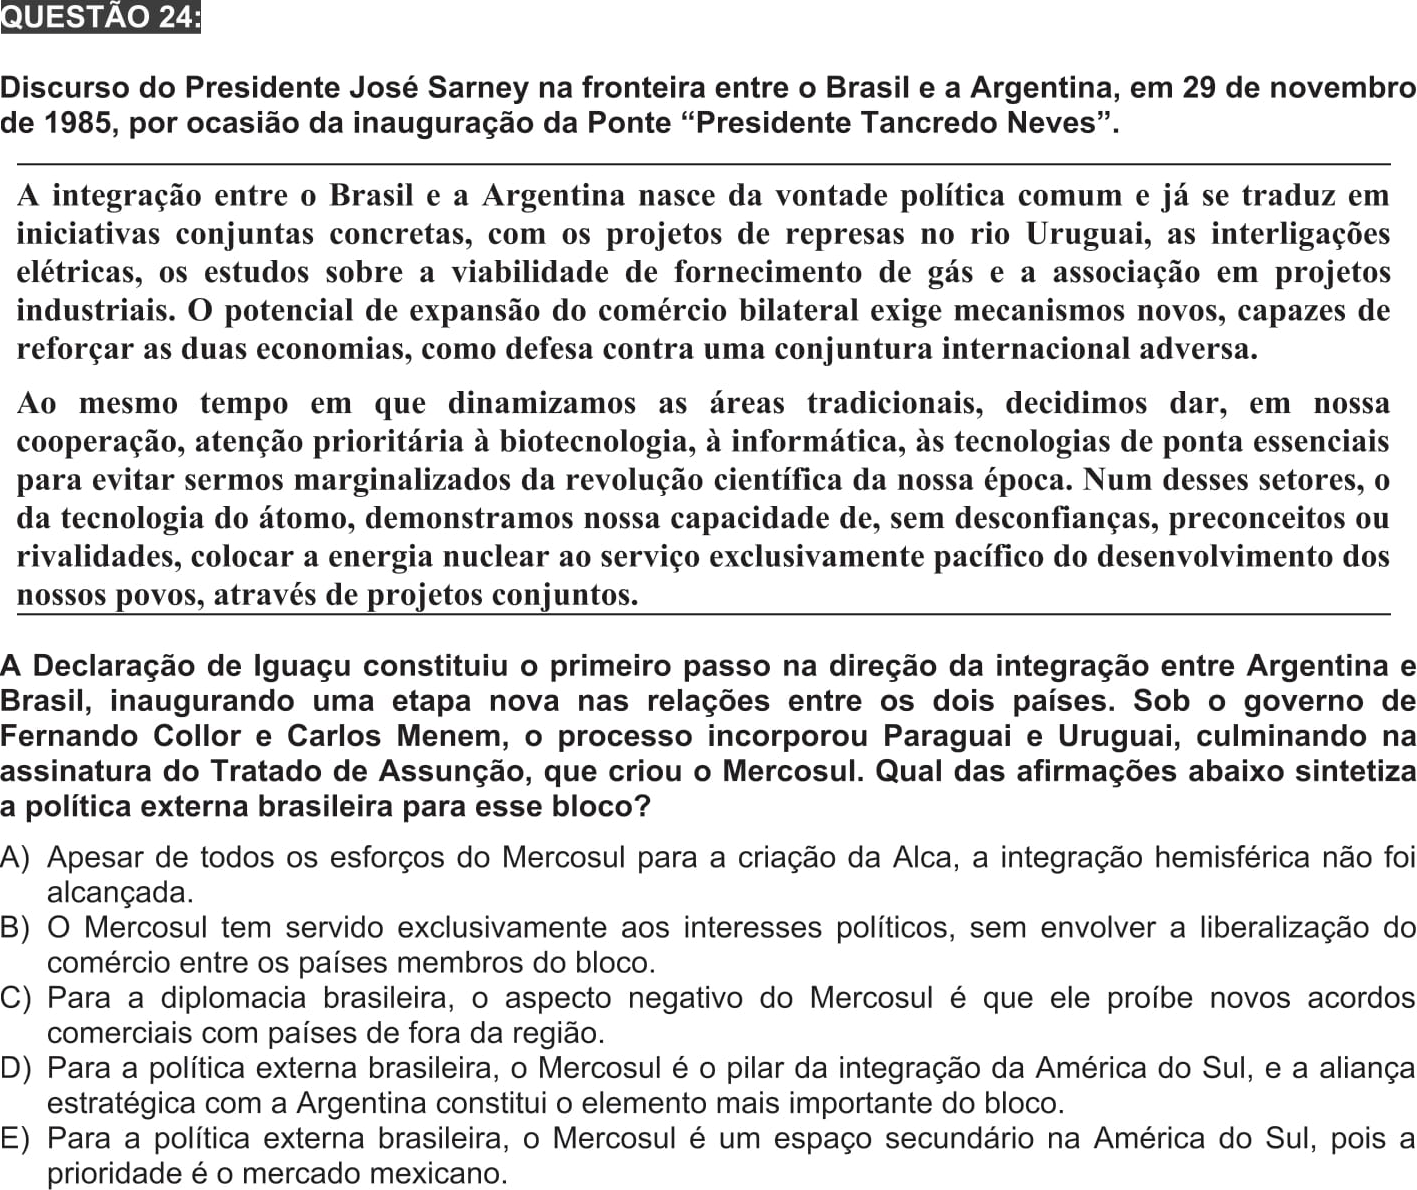 QUESTÃO 24:
Discurso do Presidente José Sarney na fronteira entre o Brasil e a Argentina, em 29 de novembro
de 1985, por ocasião da inauguração da Ponte “Presidente Tancredo Neves”.
A integração entre o Brasil e a Argentina nasce da vontade política comum e já se traduz em
iniciativas conjuntas concretas, com os projetos de represas no rio Uruguai, as interligações
elétricas, os estudos sobre a viabilidade de fornecimento de gás e a associação em projetos
industriais. O potencial de expansão do comércio bilateral exige mecanismos novos, capazes de
reforçar as duas economias, como defesa contra uma conjuntura internacional adversa.
Ao mesmo tempo em que dinamizamos as áreas tradicionais, decidimos dar, em nossa
cooperação, atenção prioritária à biotecnologia, à informática, às tecnologias de ponta essenciais
para evitar sermos marginalizados da revolução científica da nossa época. Num desses setores, o
da tecnologia do átomo, demonstramos nossa capacidade de, sem desconfianças, preconceitos ou
rivalidades, colocar a energia nuclear ao serviço exclusivamente pacífico do desenvolvimento dos
nossos povos, através de projetos conjuntos.
A Declaração de Iguaçu constituiu o primeiro passo na direção da integração entre Argentina e
Brasil, inaugurando uma etapa nova nas relações entre os dois países. Sob o governo de
Fernando Collor e Carlos Menem, o processo incorporou Paraguai e Uruguai, culminando na
assinatura do Tratado de Assunção, que criou o Mercosul. Qual das afirmações abaixo sintetiza
a política externa brasileira para esse bloco?
A) Apesar de todos os esforços do Mercosul para a criação da Alca, a integração hemisférica não foi
alcançada.
B) O Mercosul tem servido exclusivamente aos interesses políticos, sem envolver a liberalização do
comércio entre os países membros do bloco.
C) Para a diplomacia brasileira, o aspecto negativo do Mercosul é que ele proíbe novos acordos
comerciais com países de fora da região.
D) Para a política externa brasileira, o Mercosul é o pilar da integração da América do Sul, e a aliança
estratégica com a Argentina constitui o elemento mais importante do bloco.
E) Para a política externa brasileira, o Mercosul é um espaço secundário na América do Sul, pois a
prioridade é o mercado mexicano.